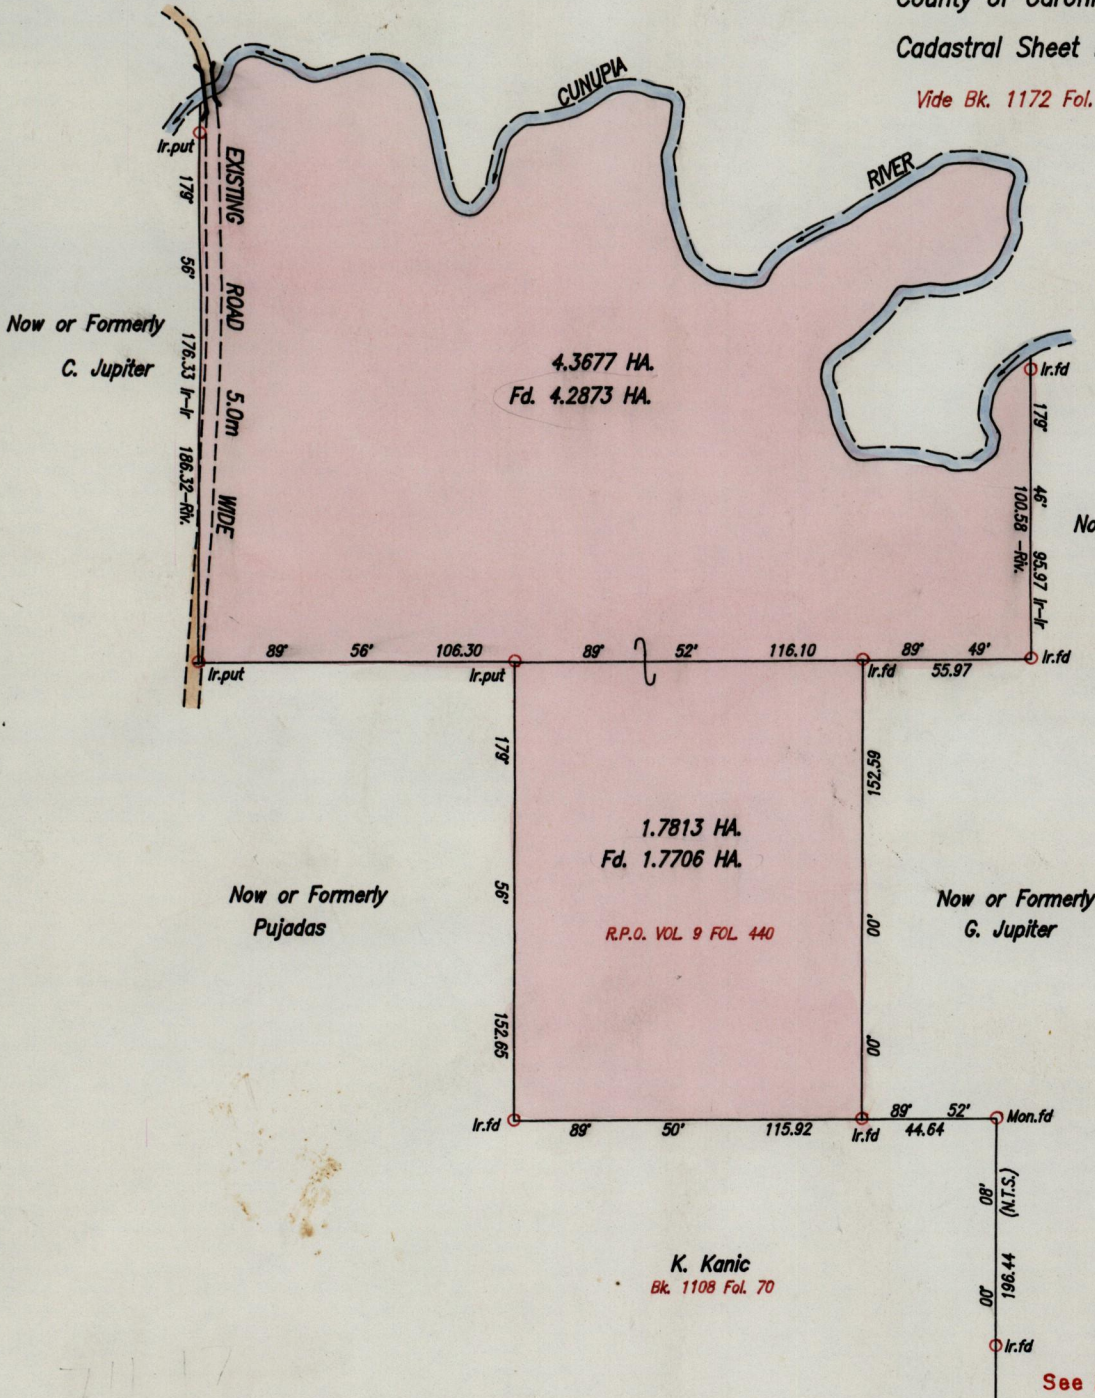 Cadastral Sheet
Vide Bk. 1172 Fol.
CUNUPIA
RIVER
Ir.put
EXISTING ROAD 5.0m WIDE
179° 56' 176.33 Ir-Ir
186.32-Riv.
Now or Formerly
C. Jupiter
4.3677 HA.
Fd. 4.2873 HA.
Ir.fd
179° 46' 95.97 Ir-Ir
100.58 -Riv.
89° 56' 106.30
89° 52' 116.10
89° 49'
55.97
Ir.put
Ir.put
Ir.fd
Ir.fd
179° 56' 152.65
152.59
00° 00'
1.7813 HA.
Fd. 1.7706 HA.
R.P.O. VOL. 9 FOL. 440
Now or Formerly
Pujadas
Now or Formerly
G. Jupiter
Ir.fd
89° 50' 115.92
Ir.fd
89° 52'
44.64
Mon.fd
00° 08'
196.44 (N.T.S.)
K. Kanic
Bk. 1108 Fol. 70
Ir.fd
See